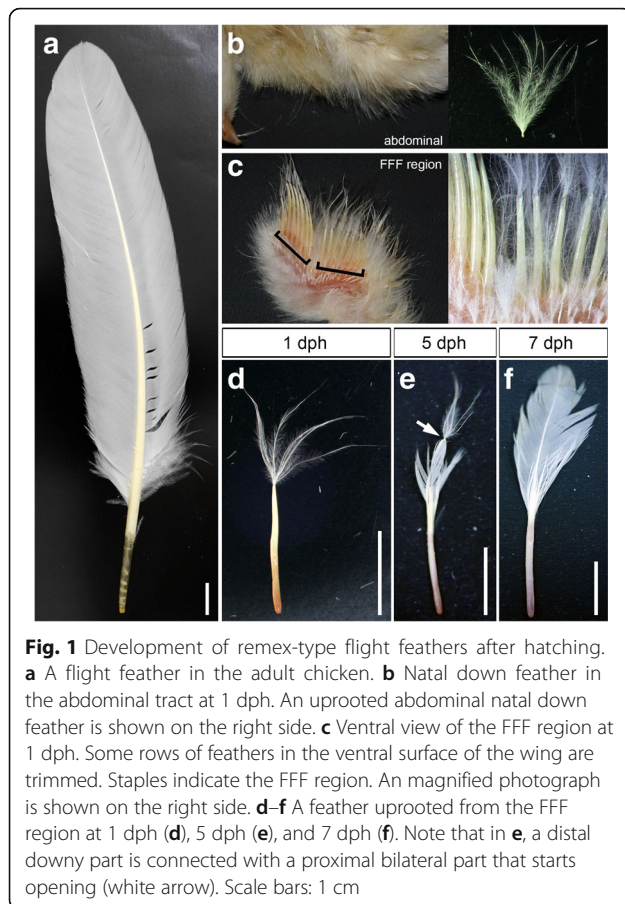 a
b
abdominal
c
FFF region
1 dph
5 dph
7 dph
d
e
f
Fig. 1 Development of remex-type flight feathers after hatching.
a A flight feather in the adult chicken. b Natal down feather in
the abdominal tract at 1 dph. An uprooted abdominal natal down
feather is shown on the right side. c Ventral view of the FFF region at
1 dph. Some rows of feathers in the ventral surface of the wing are
trimmed. Staples indicate the FFF region. An magnified photograph
is shown on the right side. d–f A feather uprooted from the FFF
region at 1 dph (d), 5 dph (e), and 7 dph (f). Note that in e, a distal
downy part is connected with a proximal bilateral part that starts
opening (white arrow). Scale bars: 1 cm